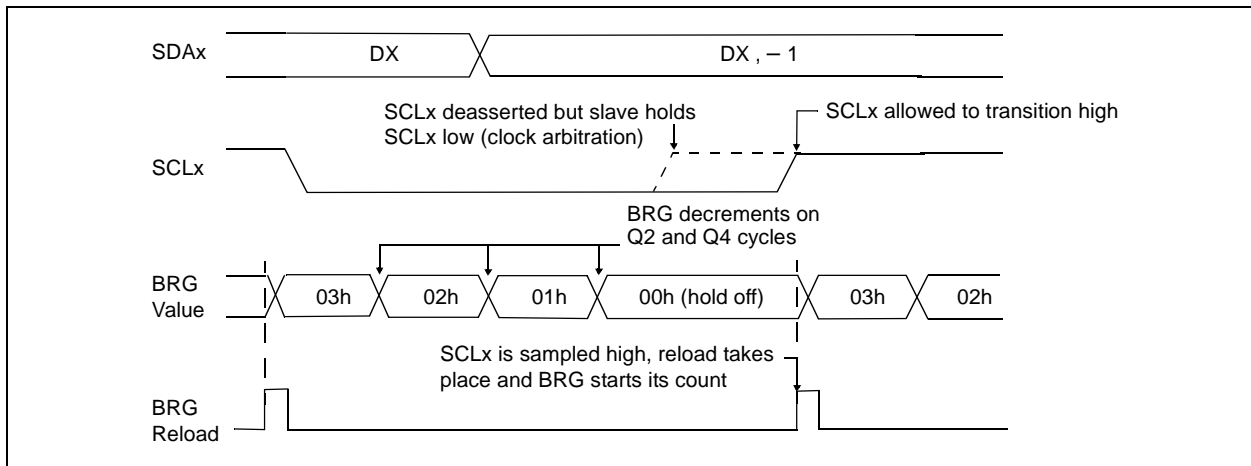 SDAx
DX
DX , – 1
SCLx deasserted but slave holds
SCLx low (clock arbitration)
SCLx allowed to transition high
SCLx
BRG decrements on
Q2 and Q4 cycles
BRG
Value
03h
02h
01h
00h (hold off)
03h
02h
SCLx is sampled high, reload takes
place and BRG starts its count
BRG
Reload